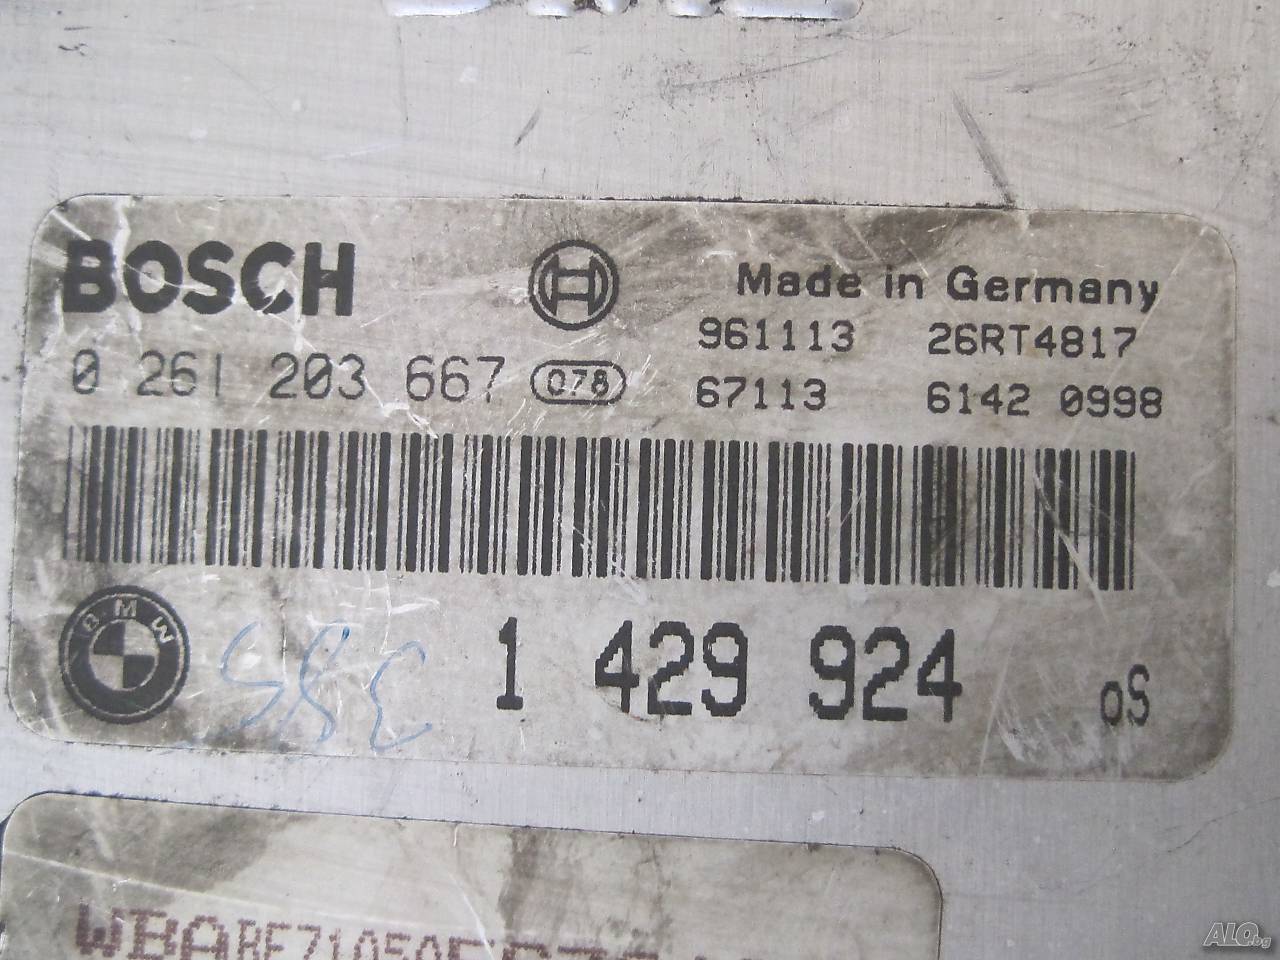 BOSCH
Made in Germany
961113 26RT4817
0 261 203 667 078
67113 6142 0998
BMW
1 429 924 oS
ALO.bg